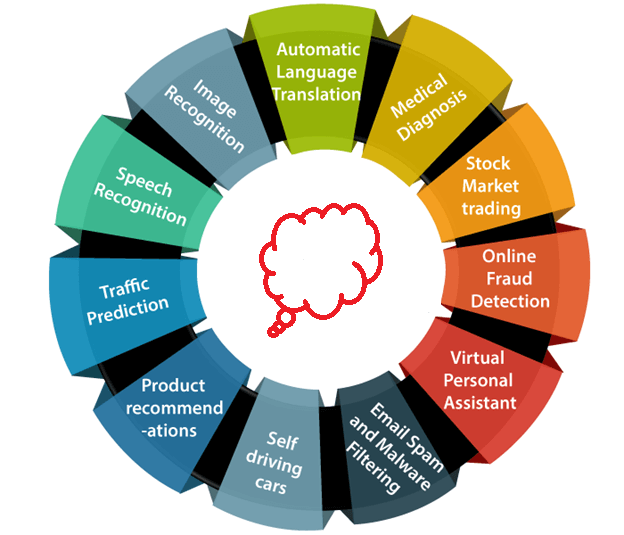 Automatic
Language
Translation
Medical
Diagnosis
Stock
Market
trading
Online
Fraud
Detection
Virtual
Personal
Assistant
Email Spam
and Malware
Filtering
Self
driving
cars
Product
recommend
-ations
Traffic
Prediction
Speech
Recognition
Image
Recognition